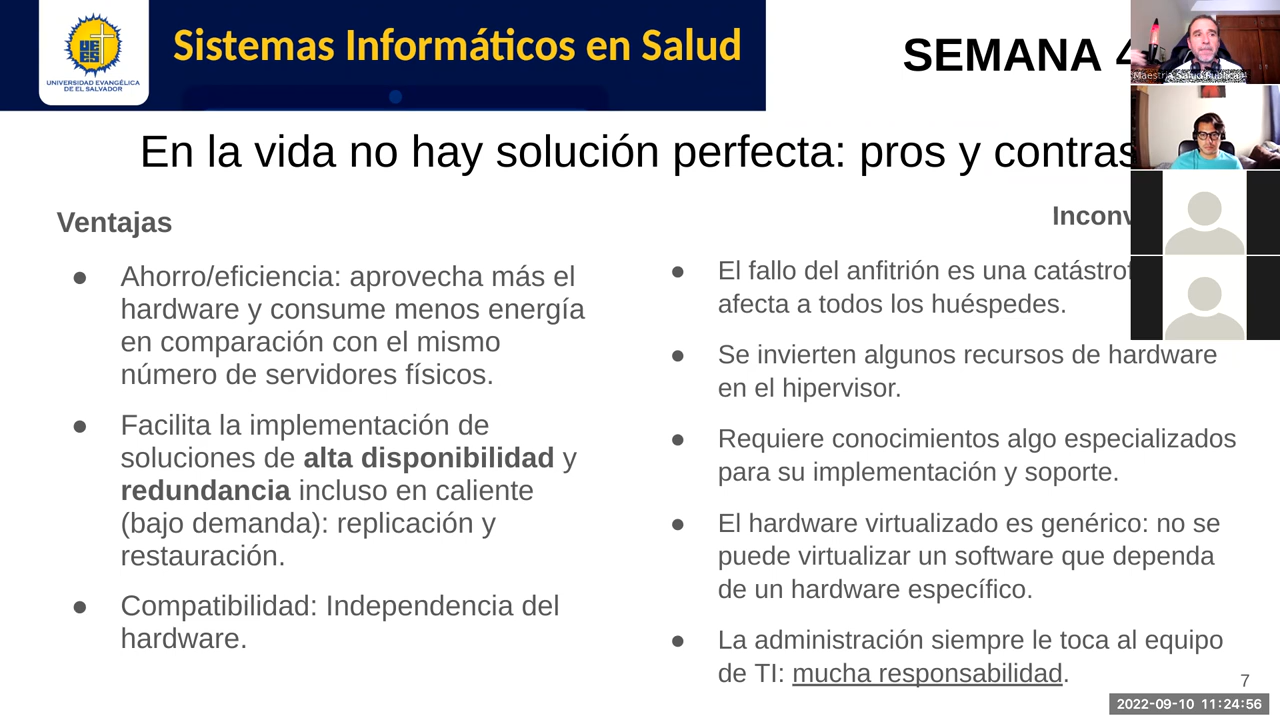 Sistemas Informáticos en Salud
UNIVERSIDAD EVANGÉLICA
DE EL SALVADOR
SEMANA 4
Maestría Salud Pública
En la vida no hay solución perfecta: pros y contras
Ventajas
● Ahorro/eficiencia: aprovecha más el
hardware y consume menos energía
en comparación con el mismo
número de servidores físicos.
● Facilita la implementación de
soluciones de alta disponibilidad y
redundancia incluso en caliente
(bajo demanda): replicación y
restauración.
● Compatibilidad: Independencia del
hardware.
Inconv
● El fallo del anfitrión es una catástrof
afecta a todos los huéspedes.
● Se invierten algunos recursos de hardware
en el hipervisor.
● Requiere conocimientos algo especializados
para su implementación y soporte.
● El hardware virtualizado es genérico: no se
puede virtualizar un software que dependa
de un hardware específico.
● La administración siempre le toca al equipo
de TI: mucha responsabilidad.
7
2022-09-10 11:24:56